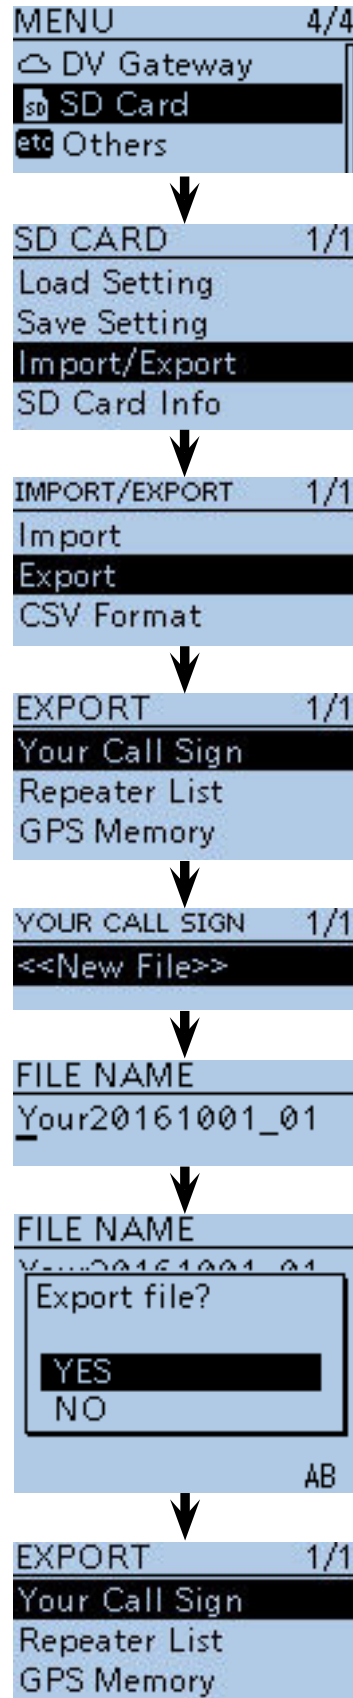 MENU 4/4
DV Gateway
SD SD Card
etc Others
SD CARD 1/1
Load Setting
Save Setting
Import/Export
SD Card Info
IMPORT/EXPORT 1/1
Import
Export
CSV Format
EXPORT 1/1
Your Call Sign
Repeater List
GPS Memory
YOUR CALL SIGN 1/1
<<New File>>
FILE NAME
Your20161001_01
FILE NAME
Your20161001_01
Export file?
YES
NO
AB
EXPORT 1/1
Your Call Sign
Repeater List
GPS Memory